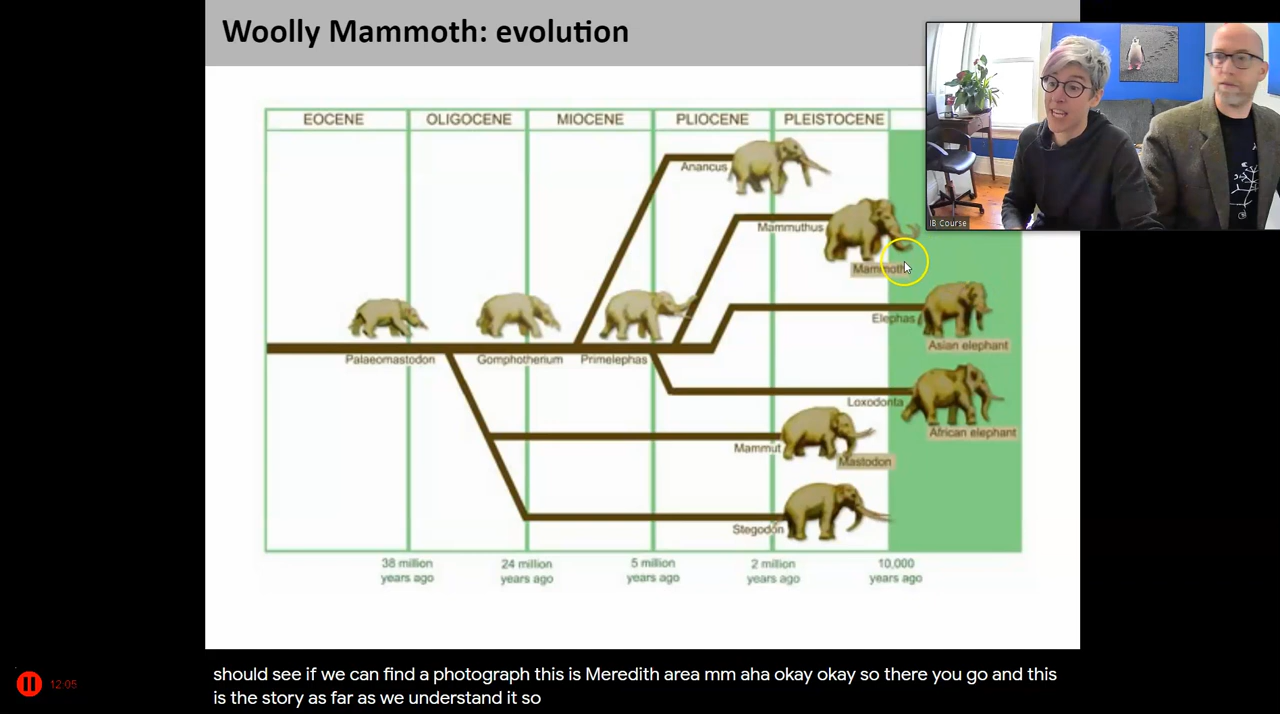 Woolly Mammoth: evolution
EOCENE
OLIGOCENE
MIOCENE
PLIOCENE
PLEISTOCENE
Anancus
Mammuthus
Mammoth
Elephas
Asian elephant
Palaeomastodon
Gomphotherium
Primelephas
Loxodonta
African elephant
Mammut
Mastodon
Stegodon
38 million
years ago
24 million
years ago
5 million
years ago
2 million
years ago
10,000
years ago
IB Course
should see if we can find a photograph this is Meredith area mm aha okay okay so there you go and this
is the story as far as we understand it so
12:05